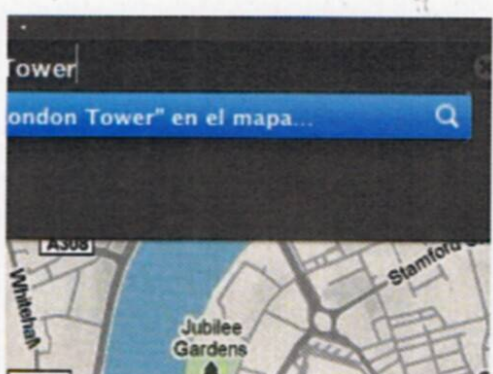 Tower
ondon Tower" en el mapa...
A308
Whitehall
Stamford
Jubilee
Gardens